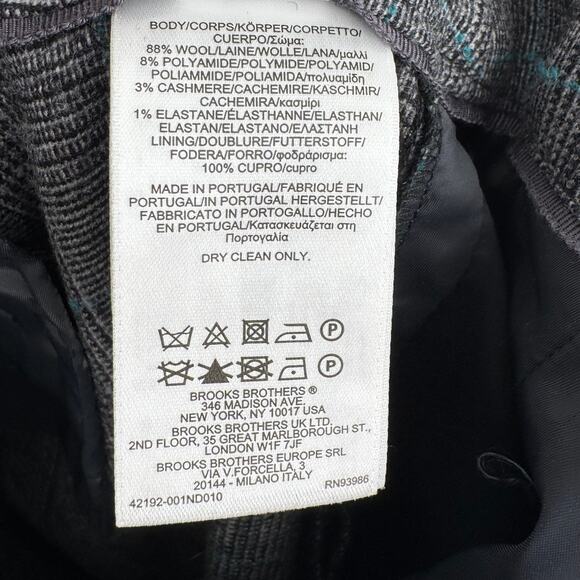 BODY/CORPS/KÖRPER/CORPETTO/
CUERPO/Σώμα:
88% WOOL/LAINE/WOLLE/LANA/μαλλί
8% POLYAMIDE/POLYMIDE/POLYAMID/
POLIAMMIDE/POLIAMIDA/πολυαμίδη
3% CASHMERE/CACHEMIRE/KASCHMIR/
CACHEMIRA/κασμίρι
1% ELASTANE/ÉLASTHANNE/ELASTHAN/
ELASTAN/ELASTANO/ΕΛΑΣΤΑΝΗ
LINING/DOUBLURE/FUTTERSTOFF/
FODERA/FORRO/φοδράρισμα:
100% CUPRO/cupro
MADE IN PORTUGAL/FABRIQUÉ EN
PORTUGAL/IN PORTUGAL HERGESTELLT/
FABBRICATO IN PORTOGALLO/HECHO
EN PORTUGAL/Κατασκευάζεται στη
Πορτογαλία
DRY CLEAN ONLY.
P
P
BROOKS BROTHERS ®
346 MADISON AVE.
NEW YORK, NY 10017 USA
BROOKS BROTHERS UK LTD.
2ND FLOOR, 35 GREAT MARLBOROUGH ST.,
LONDON W1F 7JF
BROOKS BROTHERS EUROPE SRL
VIA V.FORCELLA, 3
20144 - MILANO ITALY
42192-001ND010 RN93986